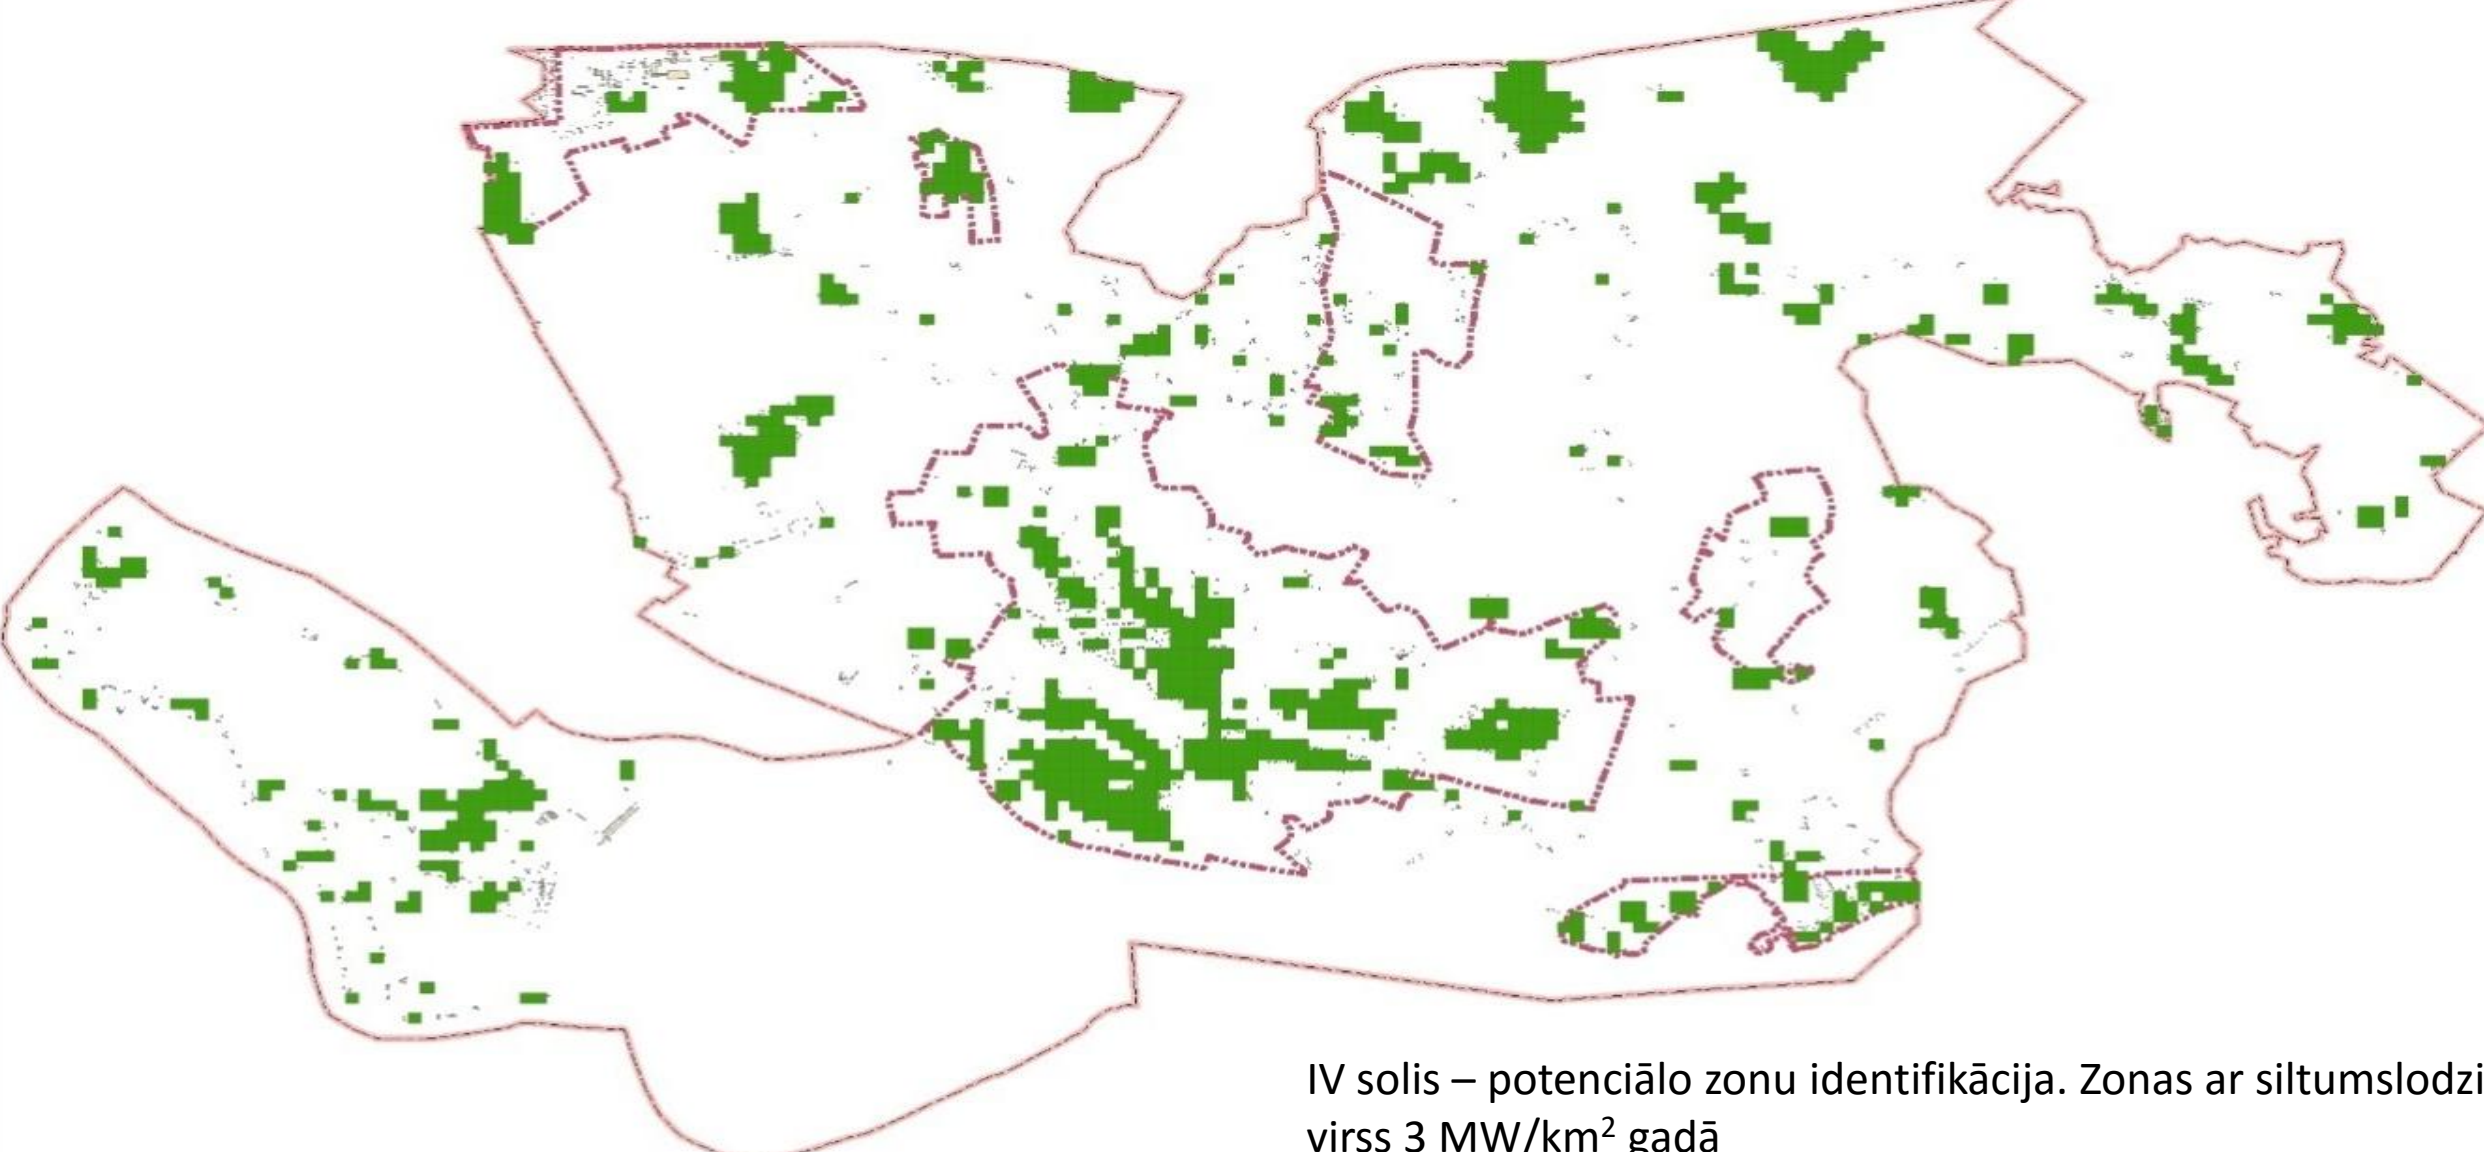 IV solis – potenciālo zonu identifikācija. Zonas ar siltumslodzi
virss 3 MW/km² gadā